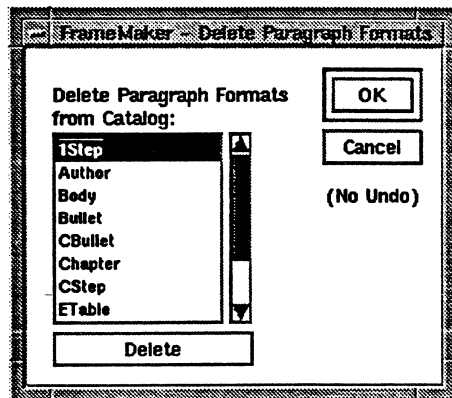 FrameMaker - Delete Paragraph Formats
Delete Paragraph Formats
from Catalog:
1Step
Author
Body
Bullet
CBullet
Chapter
CStep
ETable
Delete
OK
Cancel
(No Undo)